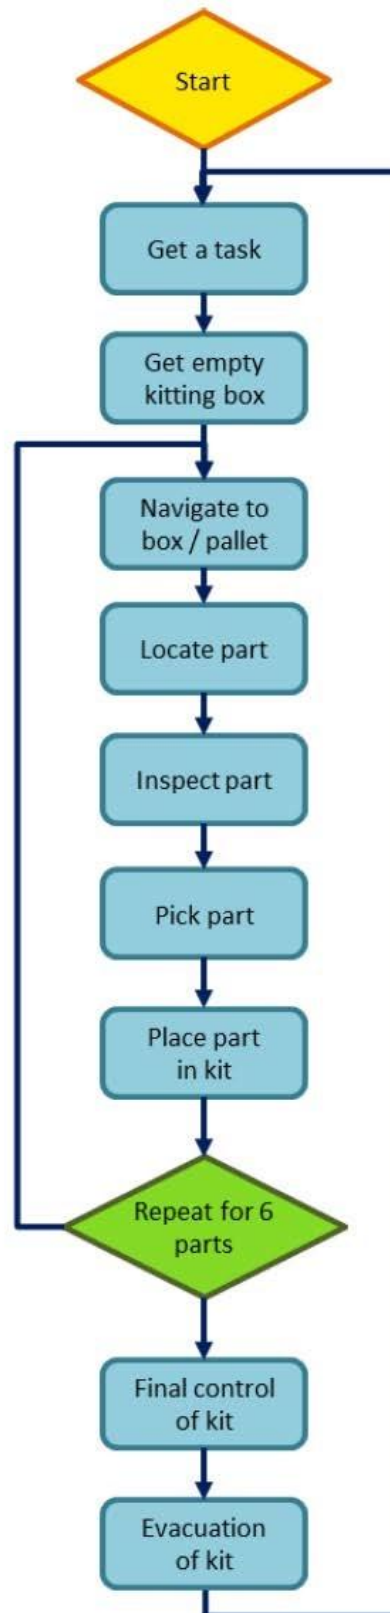 Start
Get a task
Get empty
kitting box
Navigate to
box / pallet
Locate part
Inspect part
Pick part
Place part
in kit
Repeat for 6
parts
Final control
of kit
Evacuation
of kit